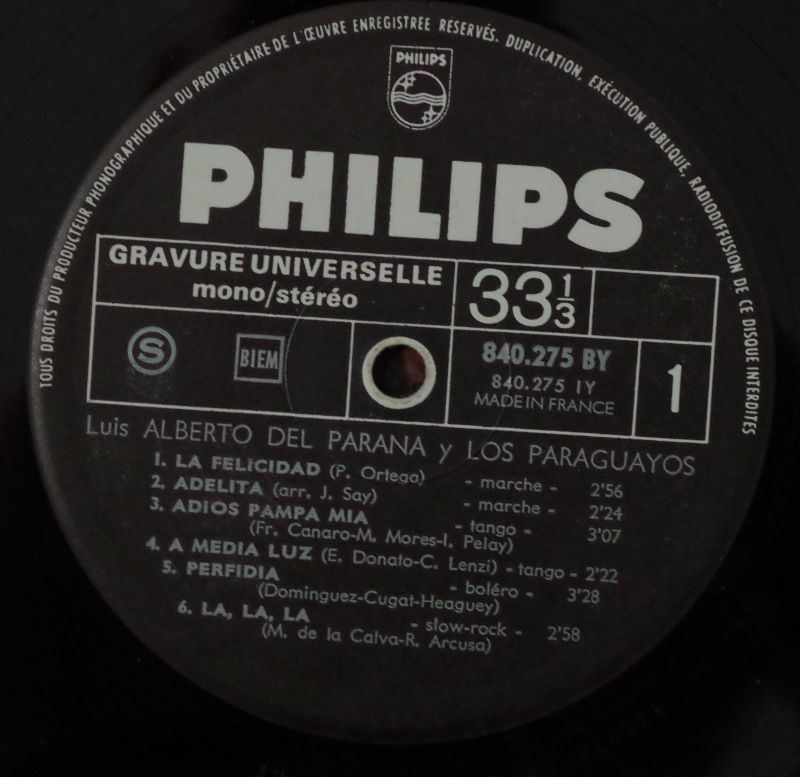 TOUS DROITS DU PRODUCTEUR PHONOGRAPHIQUE ET DU PROPRIÉTAIRE DE L'ŒUVRE ENREGISTREE RÉSERVÉS. DUPLICATION, EXÉCUTION PUBLIQUE, RADIODIFFUSION DE CE DISQUE INTERDITES
PHILIPS
PHILIPS
GRAVURE UNIVERSELLE
mono/stéréo
33 1/3
S
BIEM
840.275 BY
840.275 IY
MADE IN FRANCE
1
Luis ALBERTO DEL PARANA y LOS PARAGUAYOS
1. LA FELICIDAD (P. Ortega) - marche - 2'56
2. ADELITA (arr. J. Say) - marche - 2'24
3. ADIOS PAMPA MIA - tango - 3'07
(Fr. Canaro-M. Mores-I. Pelay)
4. A MEDIA LUZ (E. Donato-C. Lenzi) - tango - 2'22
5. PERFIDIA - boléro - 3'28
(Dominguez-Cugat-Heaguey)
6. LA, LA, LA - slow-rock - 2'58
(M. de la Calva-R. Arcusa)